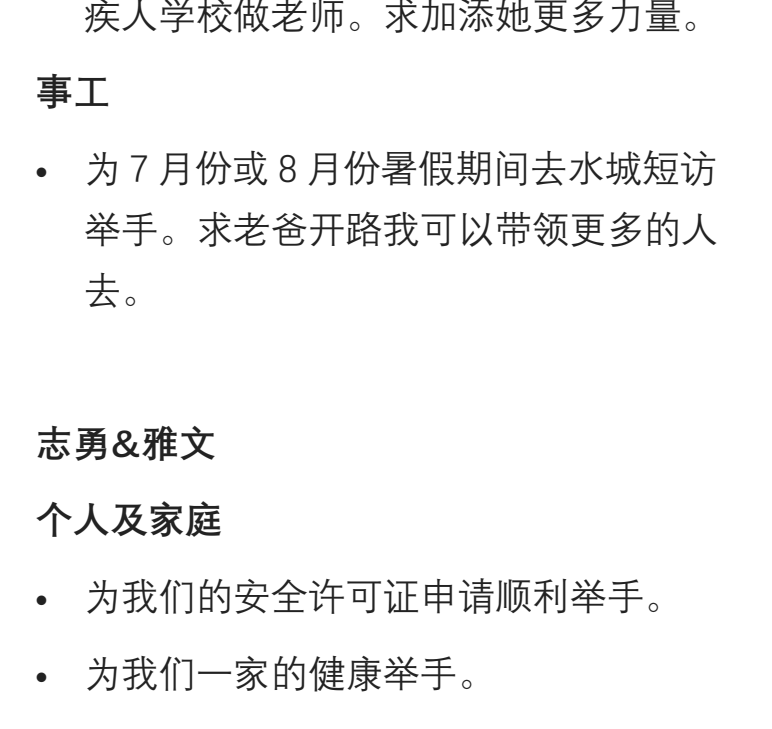 疾人学校做老师。求加添她更多力量。
事工
• 为 7 月份或 8 月份暑假期间去水城短访
举手。求老爸开路我可以带领更多的人
去。
志勇&雅文
个人及家庭
• 为我们的安全许可证申请顺利举手。
• 为我们一家的健康举手。